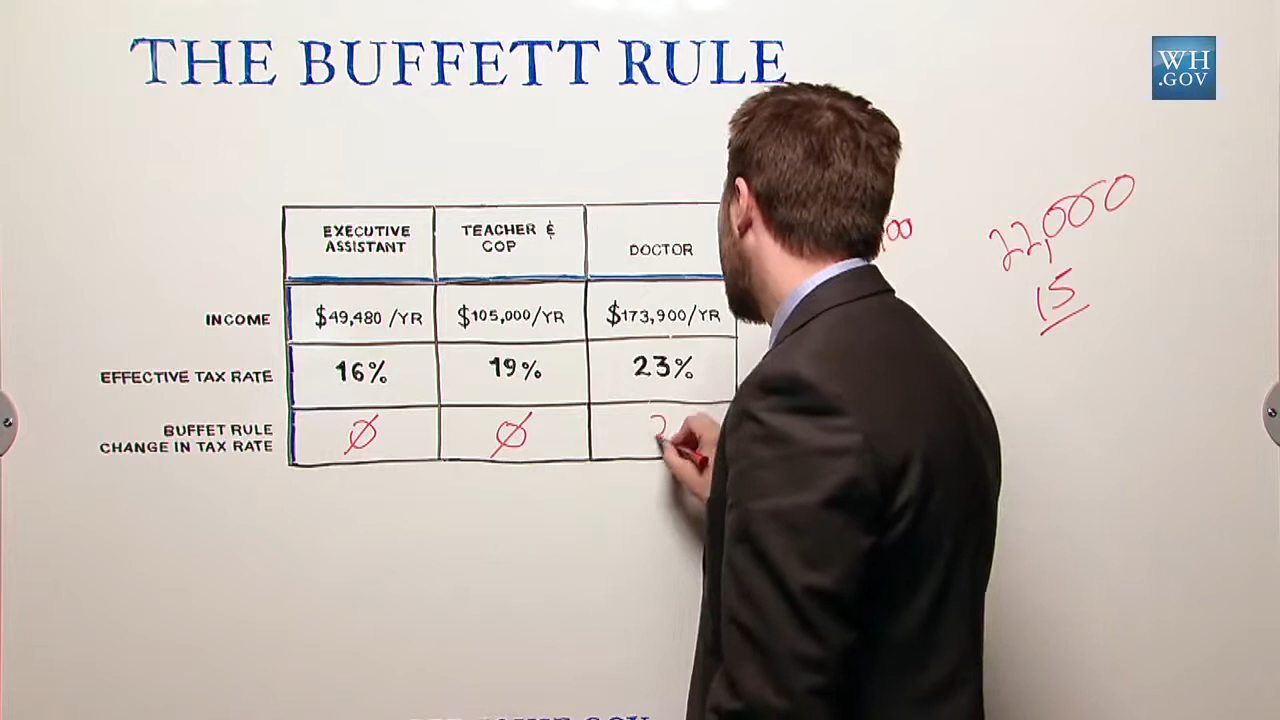 THE BUFFETT RULE
WH
.GOV
22,000
15
,00
EXECUTIVE
ASSISTANT
TEACHER &
COP
DOCTOR
INCOME
$49,480 /YR
$105,000/YR
$173,900/YR
EFFECTIVE TAX RATE
16%
19%
23%
BUFFET RULE
CHANGE IN TAX RATE
Ø
Ø